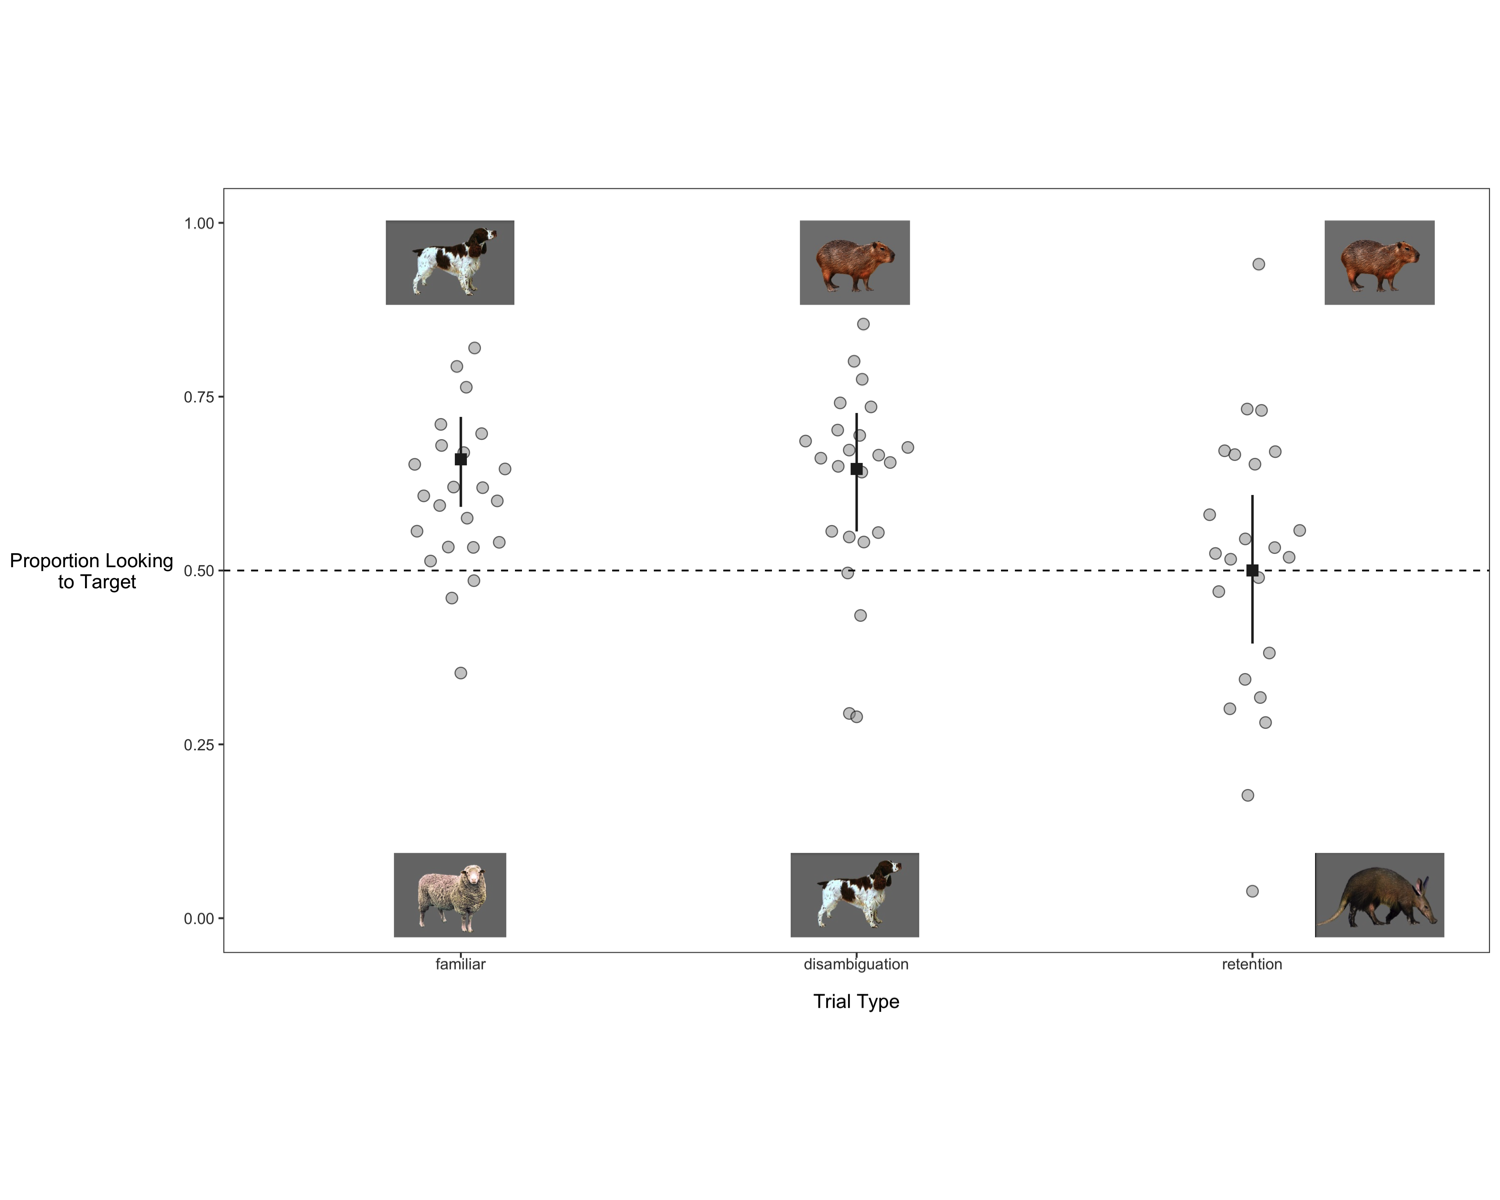 1.00
0.75
0.50
0.25
0.00
Proportion Looking
to Target
familiar
disambiguation
retention
Trial Type